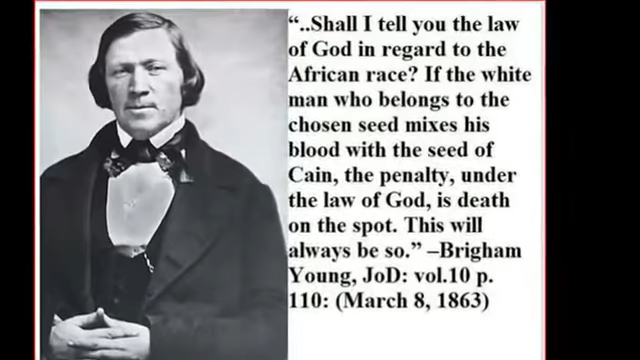 “..Shall I tell you the law
of God in regard to the
African race? If the white
man who belongs to the
chosen seed mixes his
blood with the seed of
Cain, the penalty, under
the law of God, is death
on the spot. This will
always be so.” –Brigham
Young, JoD: vol.10 p.
110: (March 8, 1863)